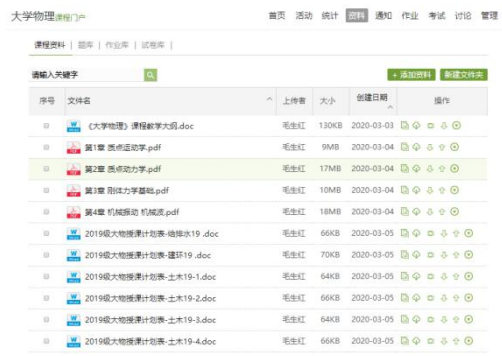 大学物理课程门户 首页 活动 统计 资料 通知 作业 考试 讨论 管理
课程资料 | 题库 | 作业库 | 试卷库 |
请输入关键字 + 添加资料 新建文件夹
序号 文件名 上传者 大小 创建日期 操作
《大学物理》课程教学大纲.doc 毛生红 130KB 2020-03-03
第1章 质点运动学.pdf 毛生红 9MB 2020-03-04
第2章 质点动力学.pdf 毛生红 17MB 2020-03-04
第3章 刚体力学基础.pdf 毛生红 10MB 2020-03-04
第4章 机械振动 机械波.pdf 毛生红 18MB 2020-03-04
2019级大物授课计划表-给排水19 .doc 毛生红 66KB 2020-03-05
2019级大物授课计划表-建环19 .doc 毛生红 70KB 2020-03-05
2019级大物授课计划表-土木19-1.doc 毛生红 64KB 2020-03-05
2019级大物授课计划表-土木19-2.doc 毛生红 66KB 2020-03-05
2019级大物授课计划表-土木19-3.doc 毛生红 64KB 2020-03-05
2019级大物授课计划表-土木19-4.doc 毛生红 66KB 2020-03-05